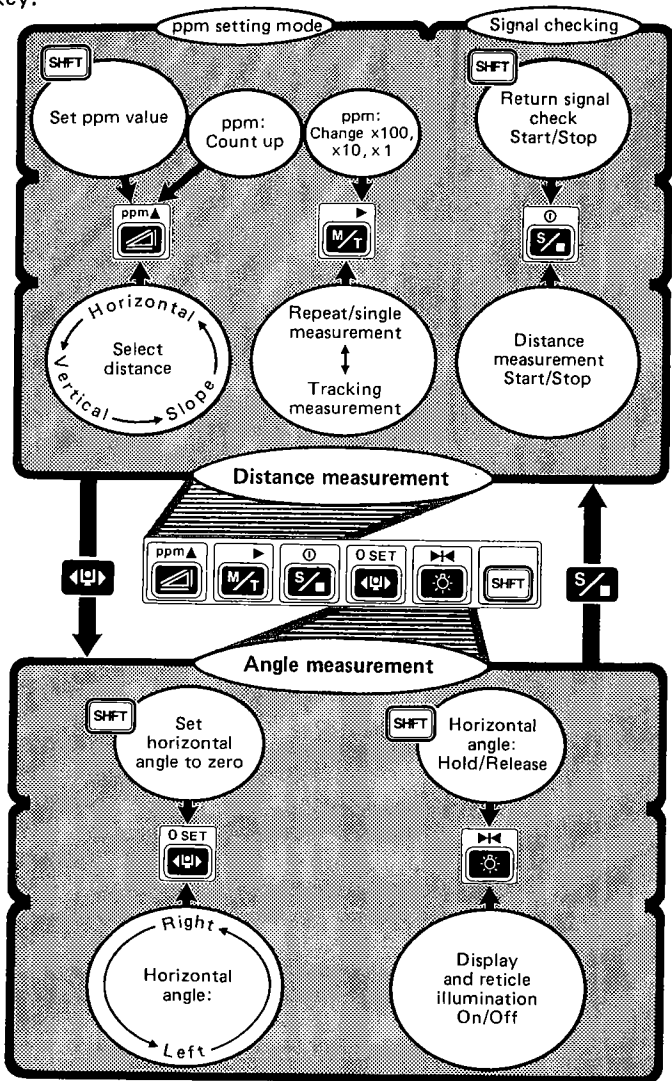 key.
ppm setting mode
Signal checking
SHFT
Set ppm value
ppm:
Count up
ppm:
Change x100,
x10, x1
SHFT
Return signal
check
Start/Stop
ppm▲
▶
M/T
S/■
Horizontal
Vertical
Slope
Select
distance
Repeat/single
measurement
Tracking
measurement
Distance
measurement
Start/Stop
Distance measurement
ppm▲
▶
0 SET
M/T
S/■
SHFT
S/■
Angle measurement
SHFT
Set
horizontal
angle to zero
SHFT
Horizontal
angle:
Hold/Release
0 SET
Right
Horizontal
angle:
Left
Display
and reticle
illumination
On/Off